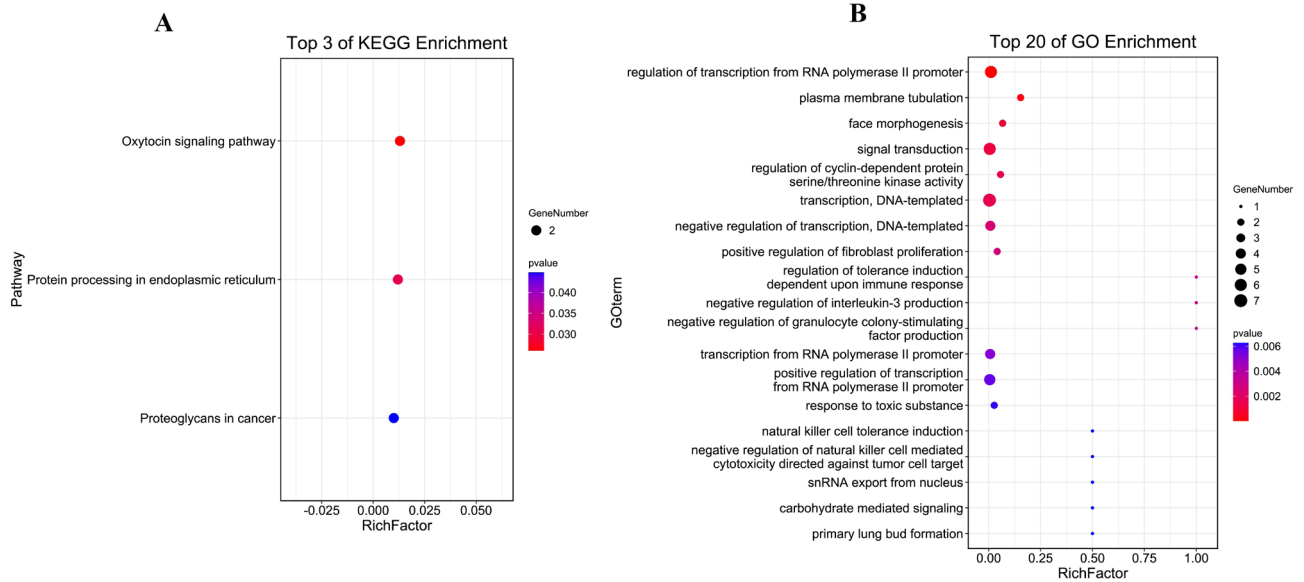 A
Top 3 of KEGG Enrichment
Pathway
Oxytocin signaling pathway
Protein processing in endoplasmic reticulum
Proteoglycans in cancer
-0.025 0.000 0.025 0.050
RichFactor
GeneNumber
2
pvalue
0.040
0.030
B
Top 20 of GO Enrichment
GOterm
regulation of transcription from RNA polymerase II promoter
plasma membrane tubulation
face morphogenesis
signal transduction
regulation of cyclin-dependent protein
serine/threonine kinase activity
transcription, DNA-templated
negative regulation of transcription, DNA-templated
positive regulation of fibroblast proliferation
regulation of tolerance induction
dependent upon immune response
negative regulation of interleukin-3 production
negative regulation of granulocyte colony-stimulating
factor production
transcription from RNA polymerase II promoter
positive regulation of transcription
from RNA polymerase II promoter
response to toxic substance
natural killer cell tolerance induction
negative regulation of natural killer cell mediated
cytotoxicity directed against tumor cell target
snRNA export from nucleus
carbohydrate mediated signaling
primary lung bud formation
0.00 0.25 0.50 0.75 1.00
RichFactor
GeneNumber
1
2
3
4
5
6
7
pvalue
0.006
0.004
0.002